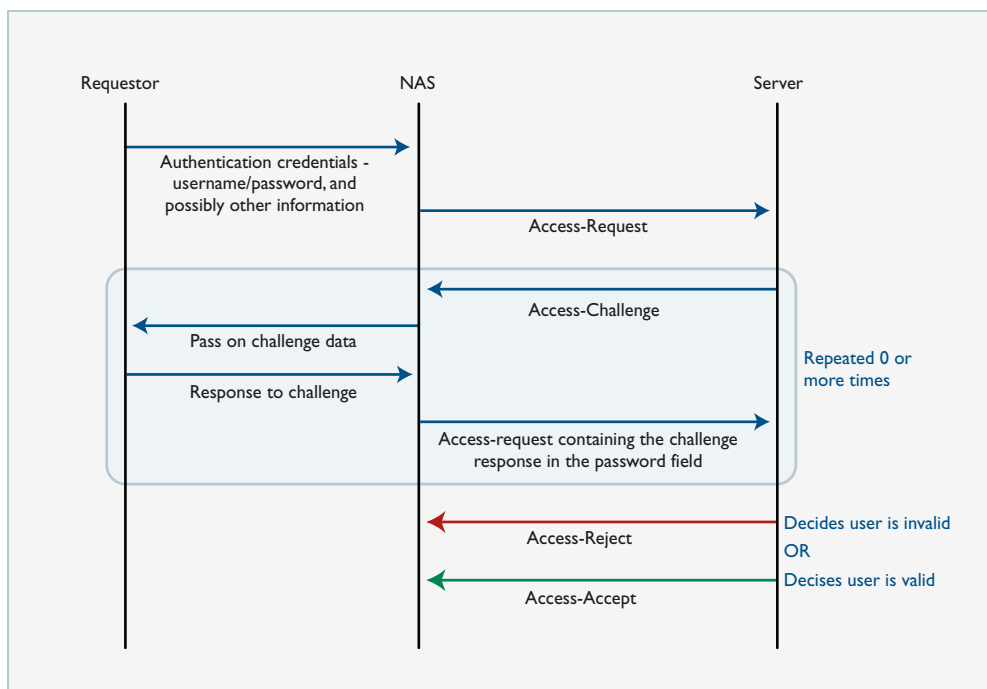 Requestor
NAS
Server
Authentication credentials -
username/password, and
possibly other information
Access-Request
Access-Challenge
Pass on challenge data
Repeated 0 or
more times
Response to challenge
Access-request containing the challenge
response in the password field
Decides user is invalid
Access-Reject
OR
Decises user is valid
Access-Accept